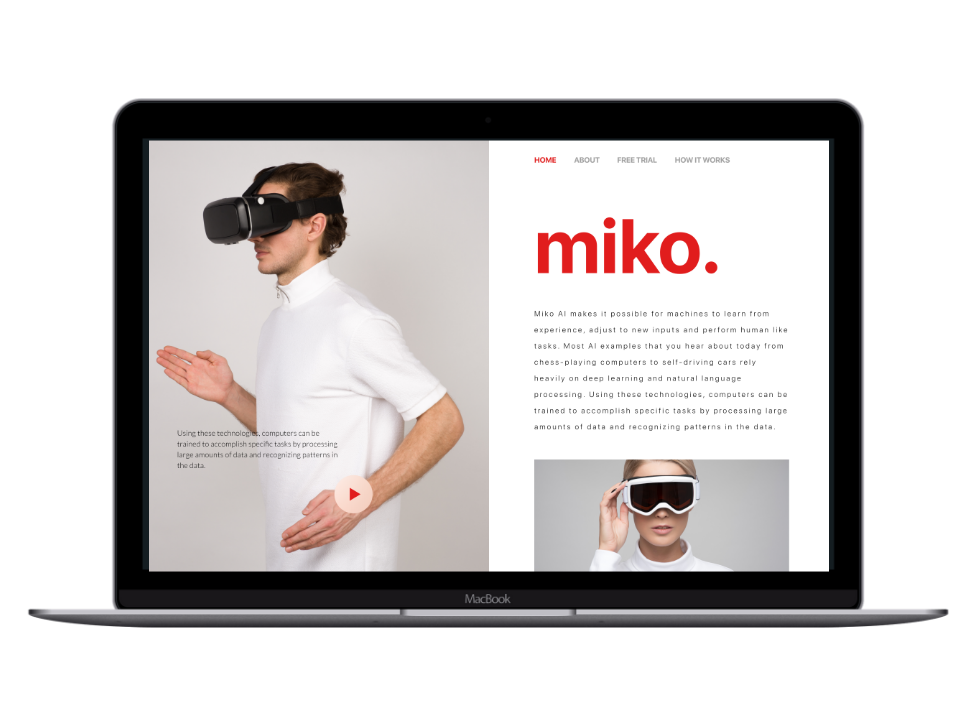 HOME ABOUT FREE TRIAL HOW IT WORKS
miko.
Miko AI makes it possible for machines to learn from
experience, adjust to new inputs and perform human like
tasks. Most AI examples that you hear about today from
chess-playing computers to self-driving cars rely
heavily on deep learning and natural language
processing. Using these technologies, computers can be
trained to accomplish specific tasks by processing large
amounts of data and recognizing patterns in the data.
Using these technologies, computers can be
trained to accomplish specific tasks by processing
large amounts of data and recognizing patterns in
the data.
MacBook